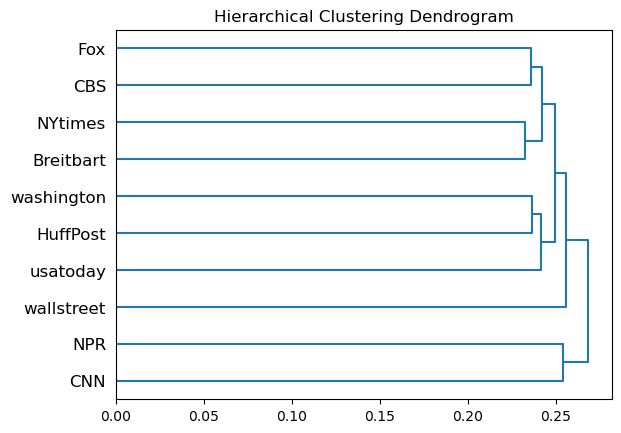 Hierarchical Clustering Dendrogram
Fox
CBS
NYtimes
Breitbart
washington
HuffPost
usatoday
wallstreet
NPR
CNN
0.00 0.05 0.10 0.15 0.20 0.25